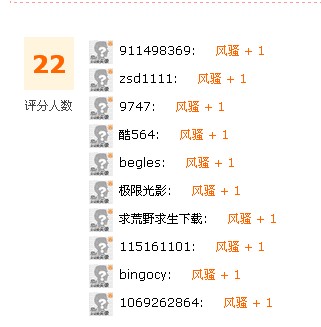 22
评分人数
911498369: 风骚 + 1
zsd1111: 风骚 + 1
9747: 风骚 + 1
酷564: 风骚 + 1
begles: 风骚 + 1
极限光影: 风骚 + 1
求荒野求生下载: 风骚 + 1
115161101: 风骚 + 1
bingocy: 风骚 + 1
1069262864: 风骚 + 1